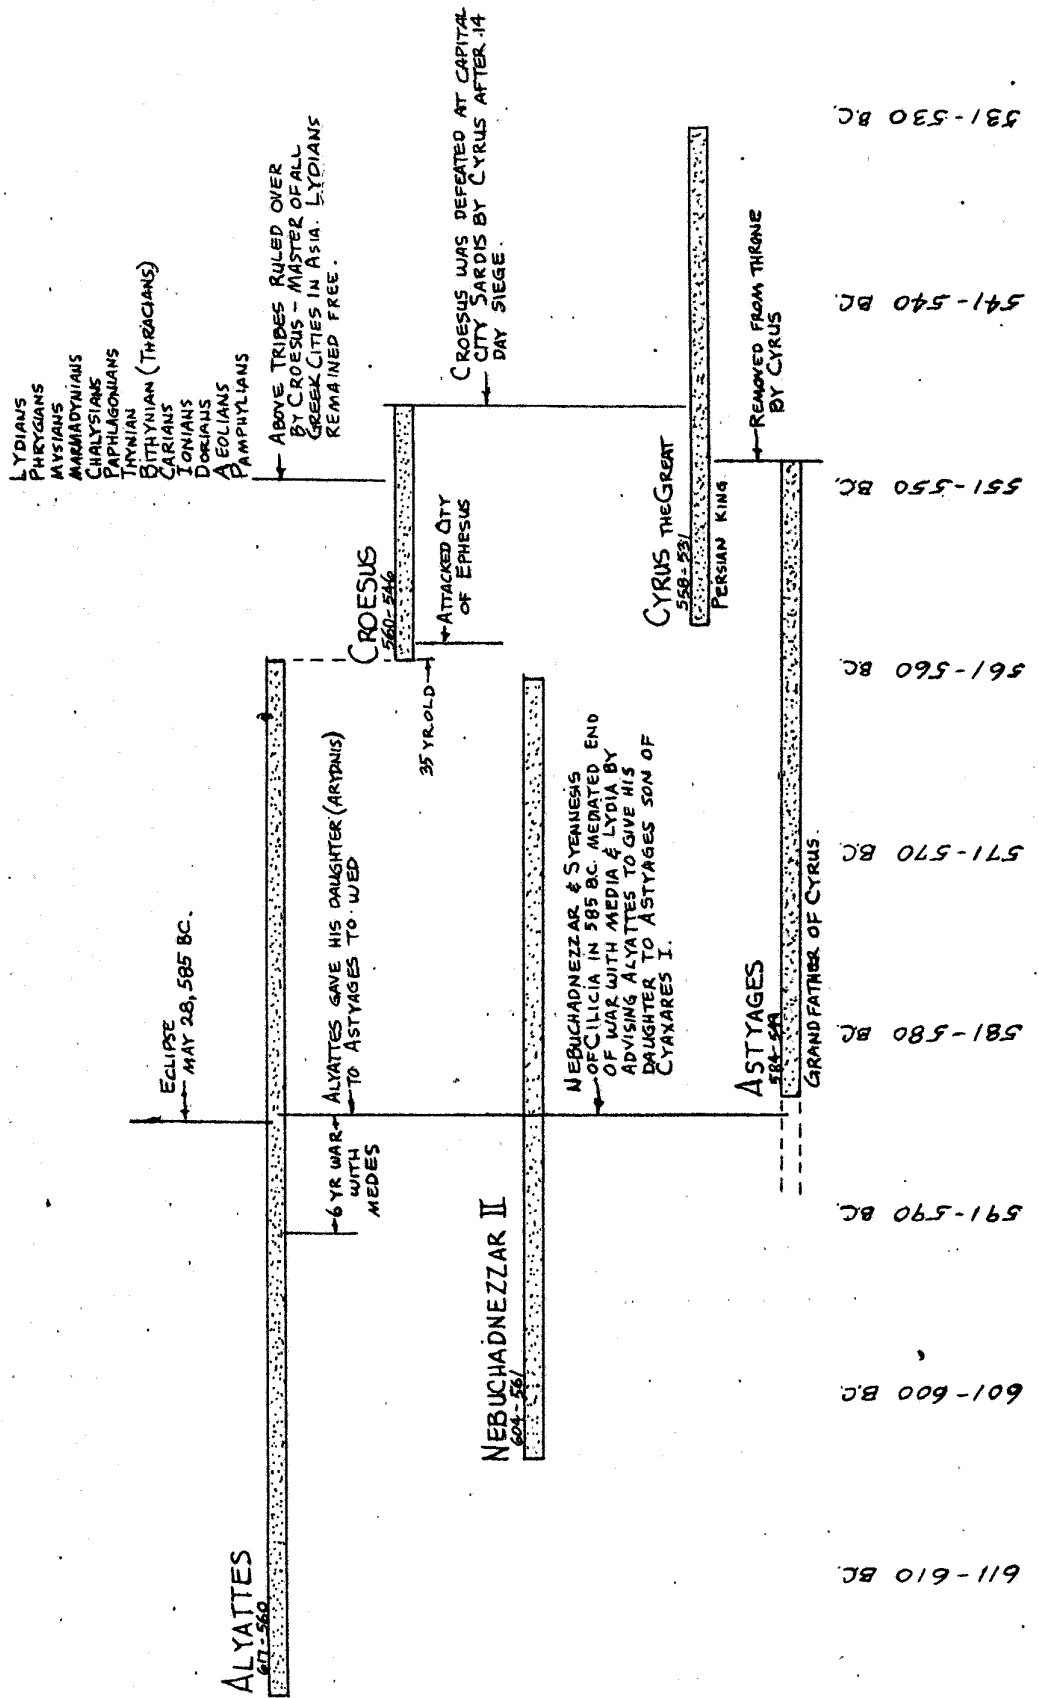 LYDIANS
PHRYGIANS
MYSIANS
MARMADYNIANS
CHALYSIANS
PAPHLAGONIANS
THYNIAN
BITHYNIAN (THRACIANS)
CARIANS
IONIANS
DORIANS
AEOLIANS
PAMPHYLIANS
ABOVE TRIBES RULED OVER
BY CROESUS - MASTER OF ALL
GREEK CITIES IN ASIA. LYDIANS
REMAINED FREE.
ECLIPSE
MAY 28, 585 BC.
ALYATTES
617-560
6 YR WAR
WITH
MEDES
ALYATTES GAVE HIS DAUGHTER (ARYDNIS)
TO ASTYAGES TO WED
CROESUS
560-546
35 YR OLD
ATTACKED CITY
OF EPHESUS
CROESUS WAS DEFEATED AT CAPITAL
CITY SARDIS BY CYRUS AFTER 14
DAY SIEGE.
NEBUCHADNEZZAR II
604-561
NEBUCHADNEZZAR & SYENNESIS
OF CILICIA IN 585 B.C. MEDIATED END
OF WAR WITH MEDIA & LYDIA BY
ADVISING ALYATTES TO GIVE HIS
DAUGHTER TO ASTYAGES SON OF
CYAXARES I.
CYRUS THE GREAT
558-531
PERSIAN KING
REMOVED FROM THRONE
BY CYRUS
ASTYAGES
584-549
GRANDFATHER OF CYRUS.
611-610 BC.
601-600 B.C.
591-590 BC
581-580 BC
571-570 BC.
561-560 BC
551-550 BC.
541-540 BC.
531-530 BC.